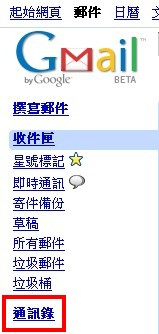 起始網頁 郵件 日曆 文
Gmail
by Google BETA
撰寫郵件
收件匣
星號標記
即時通訊
寄件備份
草稿
所有郵件
垃圾郵件
垃圾桶
通訊錄